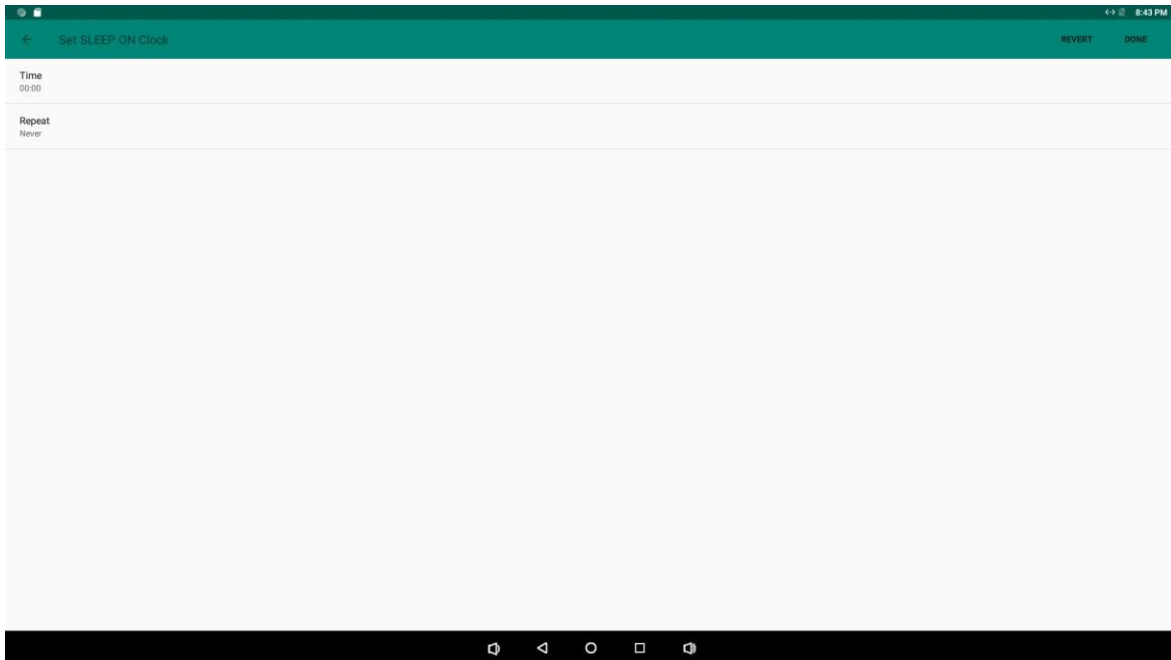 8:43 PM
Set SLEEP ON Clock
REVERT
DONE
Time
00:00
Repeat
Never